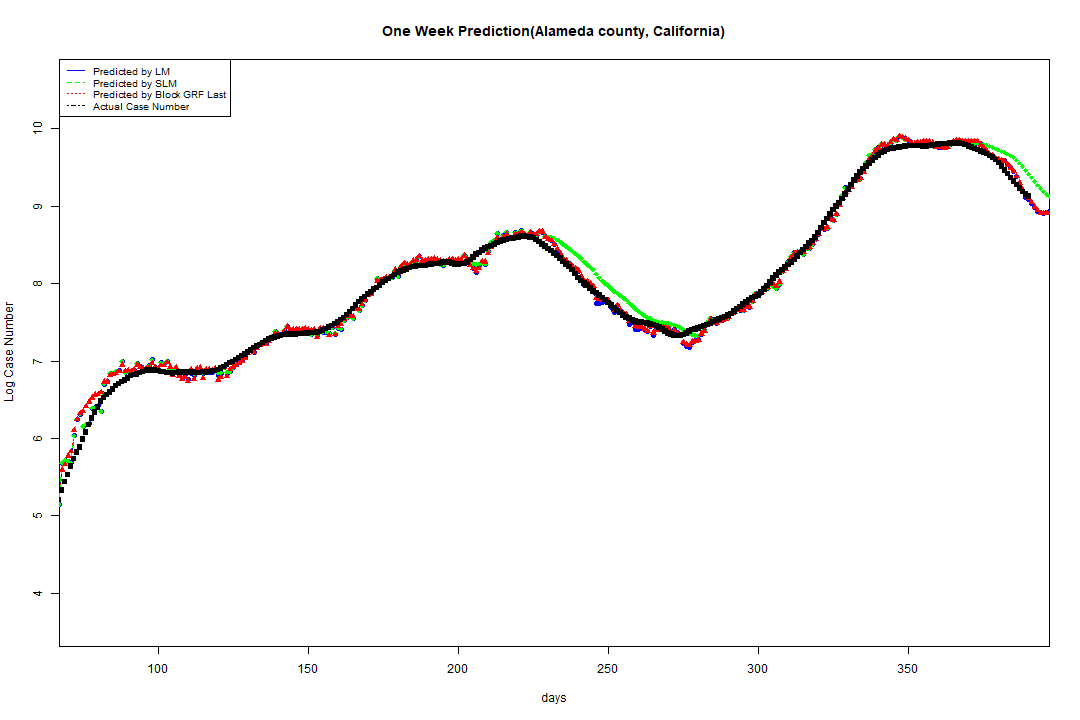 One Week Prediction(Alameda county, California)
Predicted by LM
Predicted by SLM
Predicted by Block GRF Last
Actual Case Number
10
9
8
7
6
5
4
Log Case Number
100 150 200 250 300 350
days